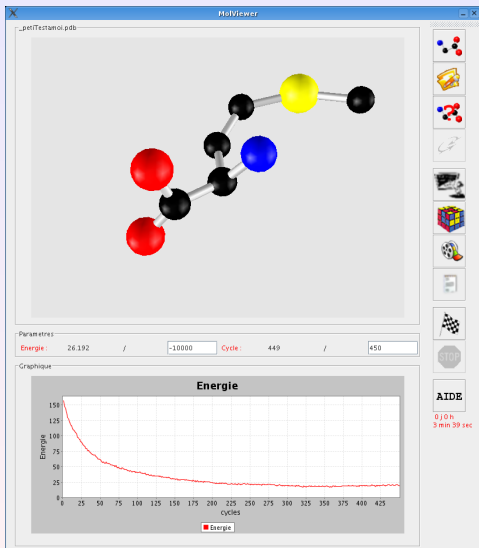 MolViewer
_petiTestamoi.pdb
Parametres
Energie : 26.192 / -10000 Cycle : 449 / 450
STOP
Graphique
AIDE
0 j 0 h
3 min 39 sec
Energie
Energie
150
125
100
75
50
25
0
0 25 50 75 100 125 150 175 200 225 250 275 300 325 350 375 400 425
cycles
Energie